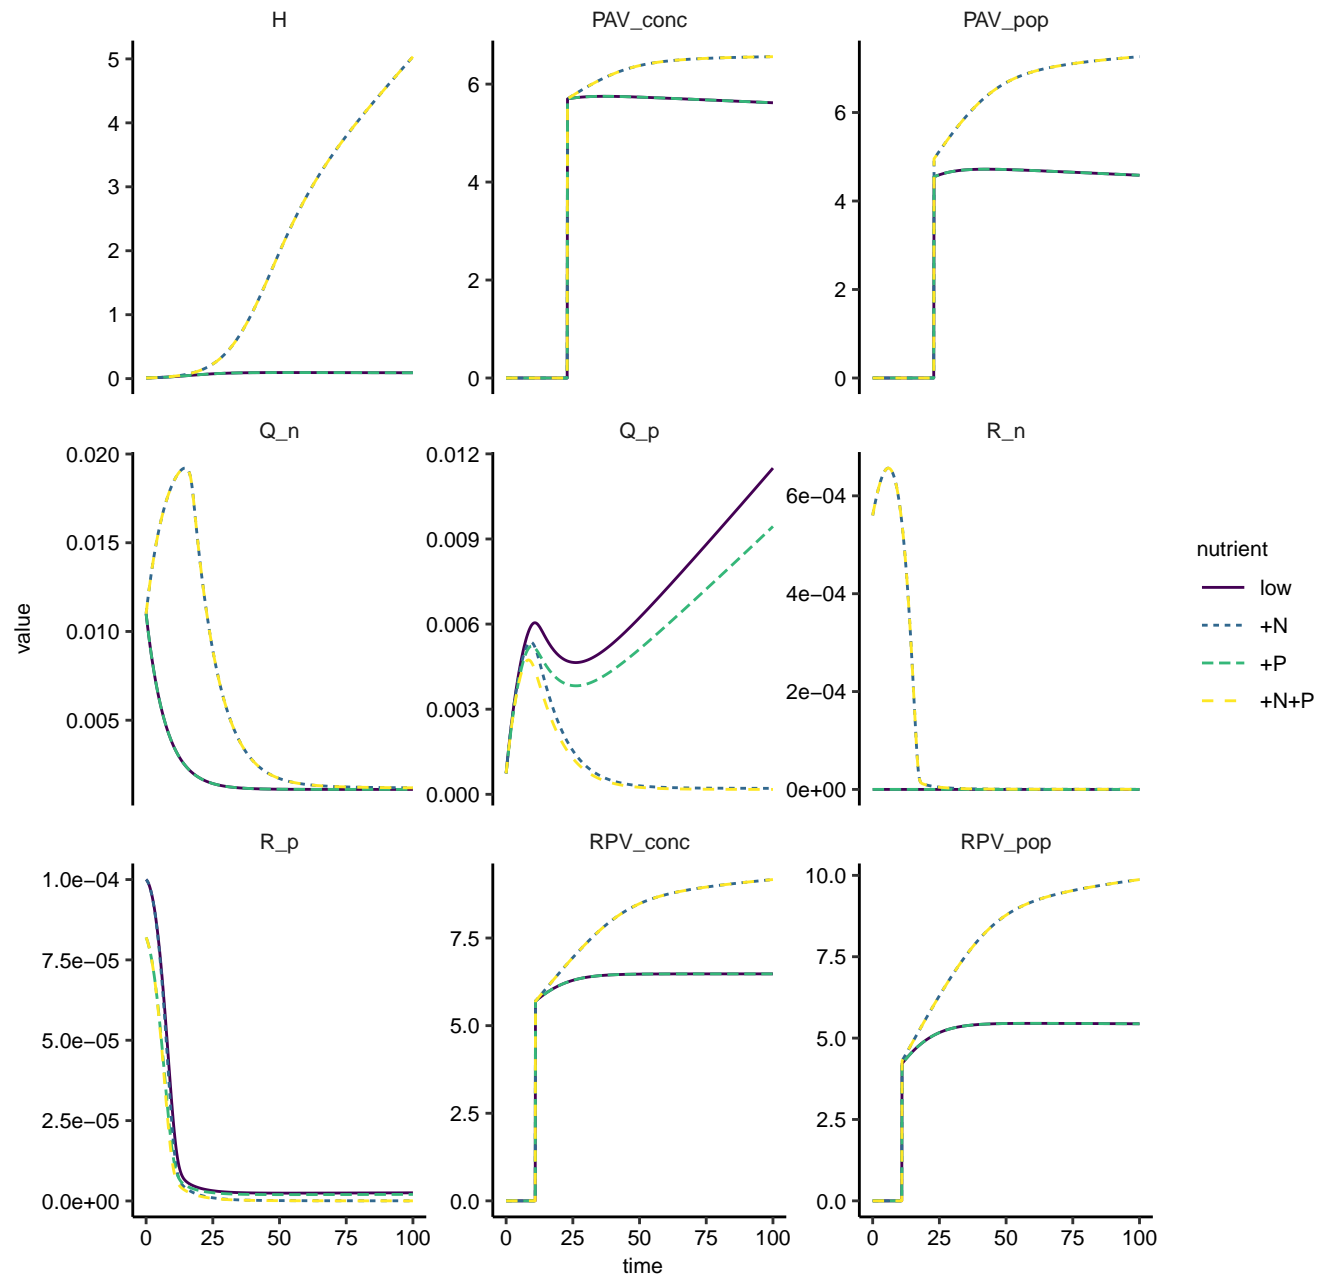 H
PAV_conc
PAV_pop
5
4
3
2
1
0
6
4
2
0
6
4
2
0
Q_n
Q_p
R_n
0.020
0.015
0.010
0.005
0.012
0.009
0.006
0.003
0.000
6e−04
4e−04
2e−04
0e+00
value
nutrient
low
+N
+P
+N+P
R_p
RPV_conc
RPV_pop
1.0e−04
7.5e−05
5.0e−05
2.5e−05
0.0e+00
7.5
5.0
2.5
0.0
10.0
7.5
5.0
2.5
0.0
0 25 50 75 100
0 25 50 75 100
0 25 50 75 100
time